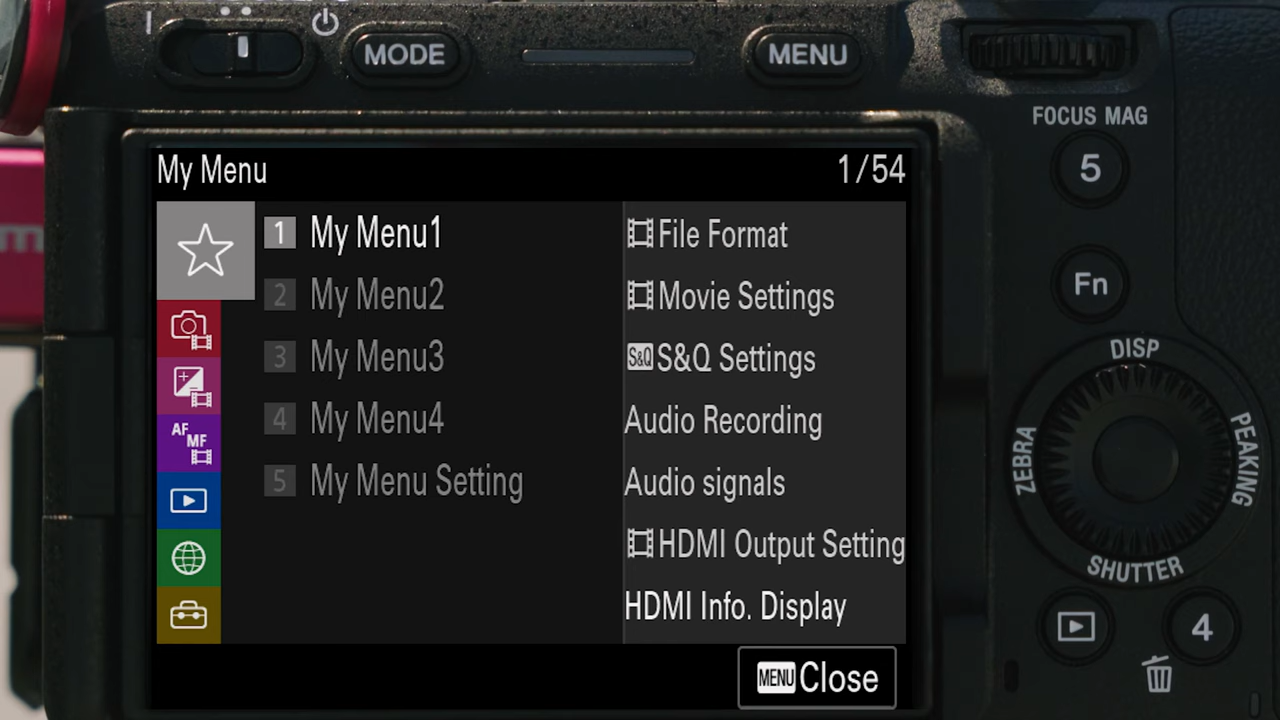 MODE
MENU
FOCUS MAG
5
Fn
DISP
ZEBRA
PEAKING
SHUTTER
4
My Menu
1/54
1 My Menu1
2 My Menu2
3 My Menu3
4 My Menu4
5 My Menu Setting
AF MF
File Format
Movie Settings
S&Q S&Q Settings
Audio Recording
Audio signals
HDMI Output Setting
HDMI Info. Display
MENU Close
m